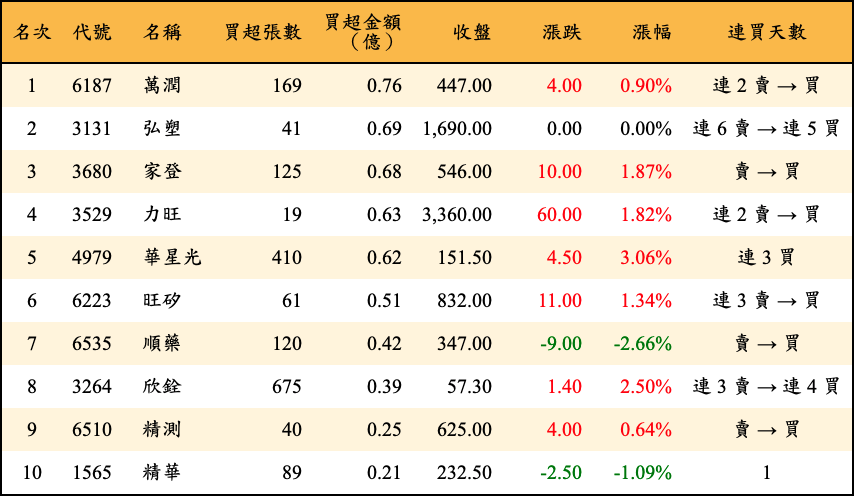 名次 代號 名稱 買超張數 買超金額（億） 收盤 漲跌 漲幅 連買天數
1 6187 萬潤 169 0.76 447.00 4.00 0.90% 連 2 賣 → 買
2 3131 弘塑 41 0.69 1,690.00 0.00 0.00% 連 6 賣 → 連 5 買
3 3680 家登 125 0.68 546.00 10.00 1.87% 賣 → 買
4 3529 力旺 19 0.63 3,360.00 60.00 1.82% 連 2 賣 → 買
5 4979 華星光 410 0.62 151.50 4.50 3.06% 連 3 買
6 6223 旺矽 61 0.51 832.00 11.00 1.34% 連 3 賣 → 買
7 6535 順藥 120 0.42 347.00 -9.00 -2.66% 賣 → 買
8 3264 欣銓 675 0.39 57.30 1.40 2.50% 連 3 賣 → 連 4 買
9 6510 精測 40 0.25 625.00 4.00 0.64% 賣 → 買
10 1565 精華 89 0.21 232.50 -2.50 -1.09% 1